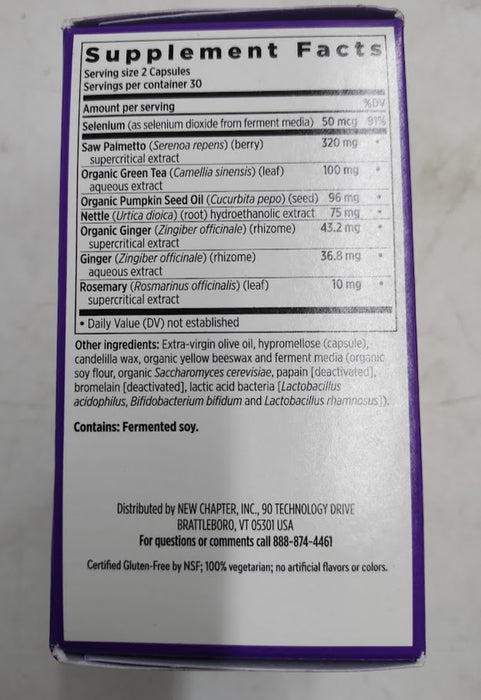 Supplement Facts
Serving size 2 Capsules
Servings per container 30
Amount per serving %DV
Selenium (as selenium dioxide from ferment media) 50 mcg 91%
Saw Palmetto (Serenoa repens) (berry) 320 mg •
supercritical extract
Organic Green Tea (Camellia sinensis) (leaf) 100 mg •
aqueous extract
Organic Pumpkin Seed Oil (Cucurbita pepo) (seed) 96 mg •
Nettle (Urtica dioica) (root) hydroethanolic extract 75 mg •
Organic Ginger (Zingiber officinale) (rhizome) 43.2 mg •
supercritical extract
Ginger (Zingiber officinale) (rhizome) 36.8 mg •
aqueous extract
Rosemary (Rosmarinus officinalis) (leaf) 10 mg •
supercritical extract
• Daily Value (DV) not established
Other ingredients: Extra-virgin olive oil, hypromellose (capsule),
candelilla wax, organic yellow beeswax and ferment media (organic
soy flour, organic Saccharomyces cerevisiae, papain [deactivated],
bromelain [deactivated], lactic acid bacteria [Lactobacillus
acidophilus, Bifidobacterium bifidum and Lactobacillus rhamnosus]).
Contains: Fermented soy.
Distributed by NEW CHAPTER, INC., 90 TECHNOLOGY DRIVE
BRATTLEBORO, VT 05301 USA
For questions or comments call 888-874-4461
Certified Gluten-Free by NSF; 100% vegetarian; no artificial flavors or colors.